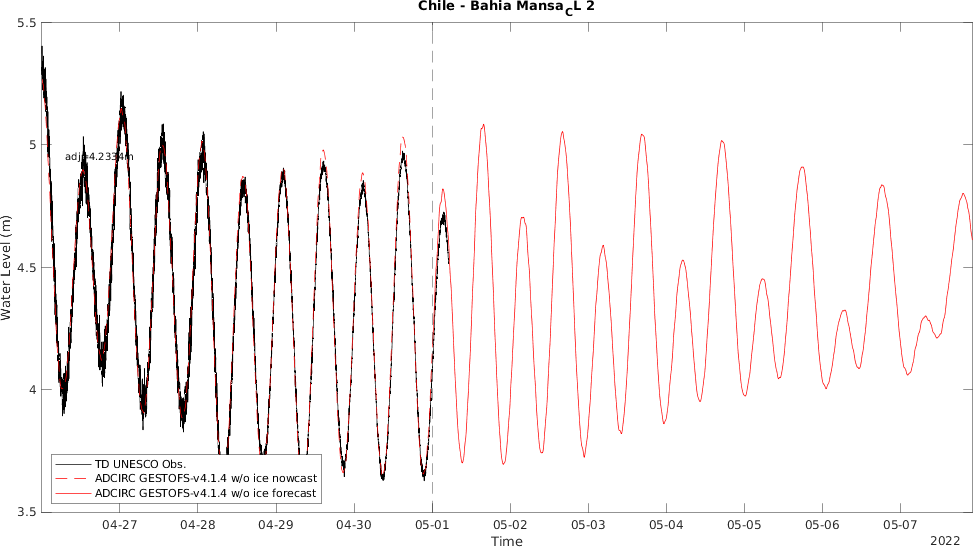 Chile - Bahia Mansa_CL 2
5.5
5
4.5
4
3.5
Water Level (m)
adj=4.2334m
TD UNESCO Obs.
ADCIRC GESTOFS-v4.1.4 w/o ice nowcast
ADCIRC GESTOFS-v4.1.4 w/o ice forecast
04-27 04-28 04-29 04-30 05-01 05-02 05-03 05-04 05-05 05-06 05-07
Time
2022